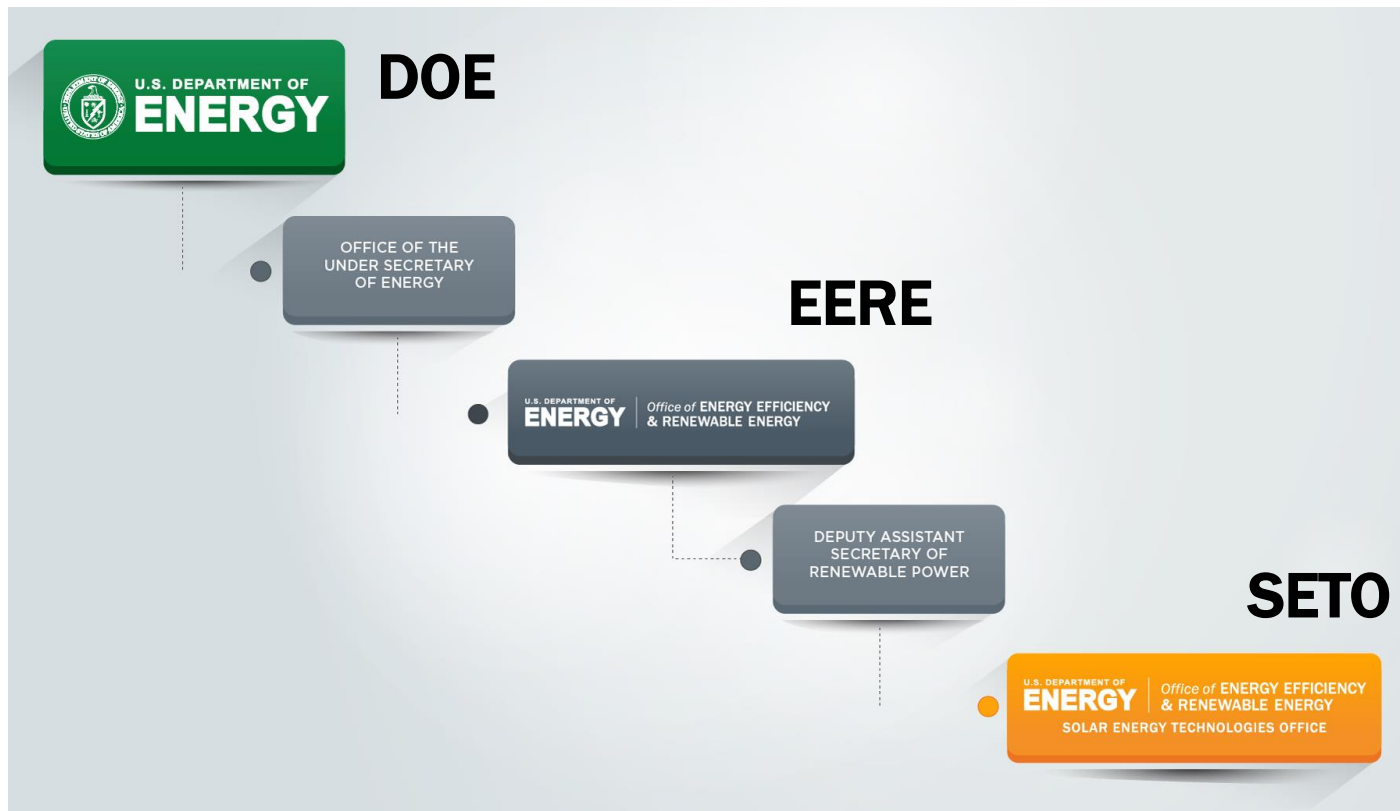 U.S. DEPARTMENT OF
ENERGY
DOE
OFFICE OF THE
UNDER SECRETARY
OF ENERGY
EERE
U.S. DEPARTMENT OF
ENERGY
Office of ENERGY EFFICIENCY
& RENEWABLE ENERGY
DEPUTY ASSISTANT
SECRETARY OF
RENEWABLE POWER
SETO
U.S. DEPARTMENT OF
ENERGY
Office of ENERGY EFFICIENCY
& RENEWABLE ENERGY
SOLAR ENERGY TECHNOLOGIES OFFICE